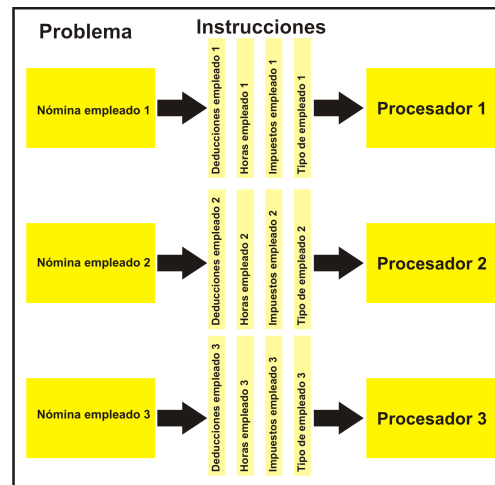 Problema
Instrucciones
Nómina empleado 1
Deducciones empleado 1
Horas empleado 1
Impuestos empleado 1
Tipo de empleado 1
Procesador 1
Nómina empleado 2
Deducciones empleado 2
Horas empleado 2
Impuestos empleado 2
Tipo de empleado 2
Procesador 2
Nómina empleado 3
Deducciones empleado 3
Horas empleado 3
Impuestos empleado 3
Tipo de empleado 3
Procesador 3